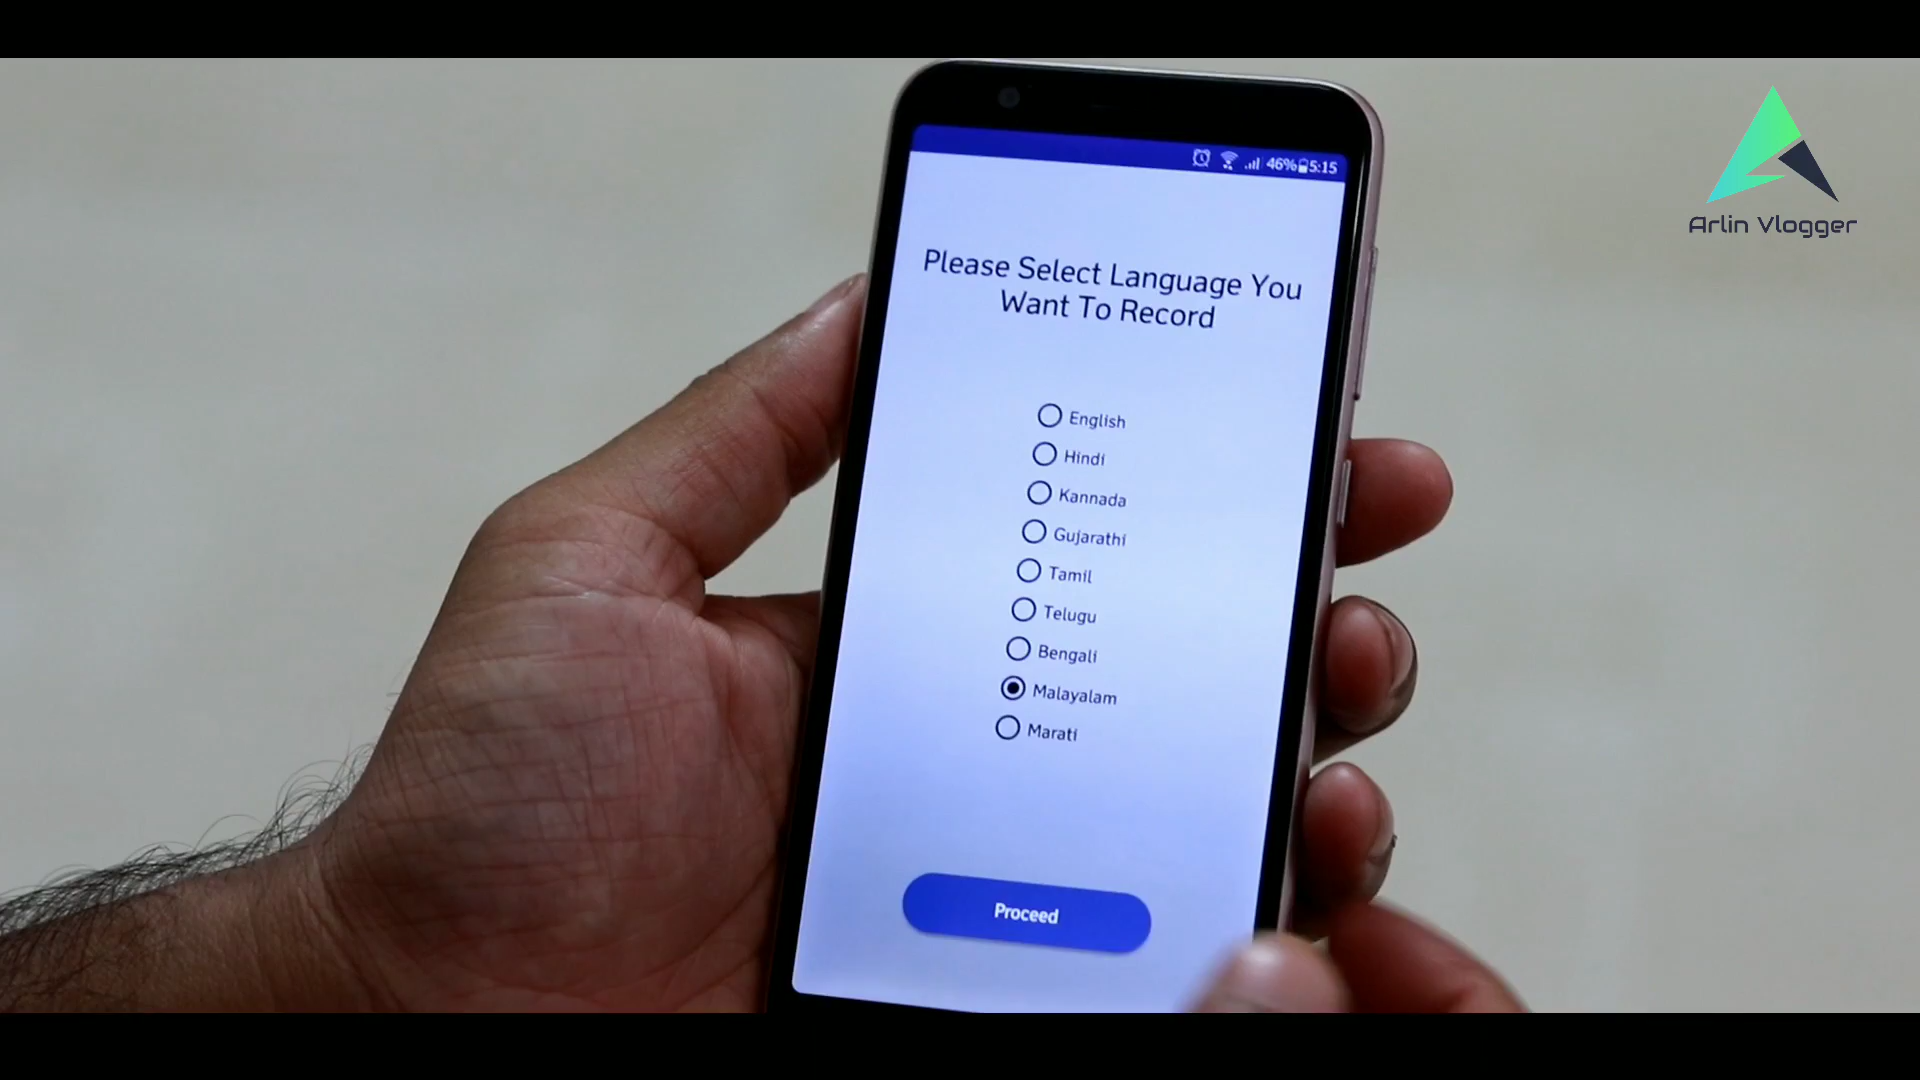 46% 5:15
Arlin Vlogger
Please Select Language You
Want To Record
English
Hindi
Kannada
Gujarathi
Tamil
Telugu
Bengali
Malayalam
Marati
Proceed